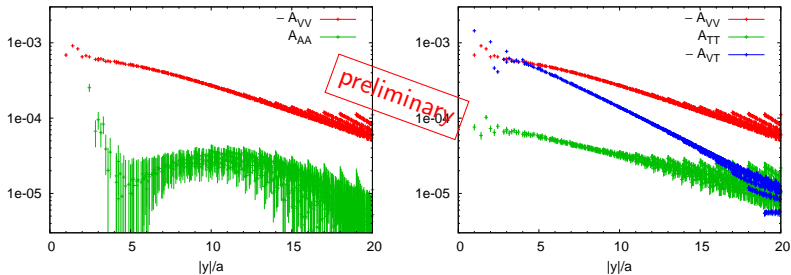 − A_VV
A_AA
1e-03
1e-04
1e-05
0 5 10 15 20
|y|/a
preliminary
− A_VV
A_TT
− A_VT
1e-03
1e-04
1e-05
0 5 10 15 20
|y|/a